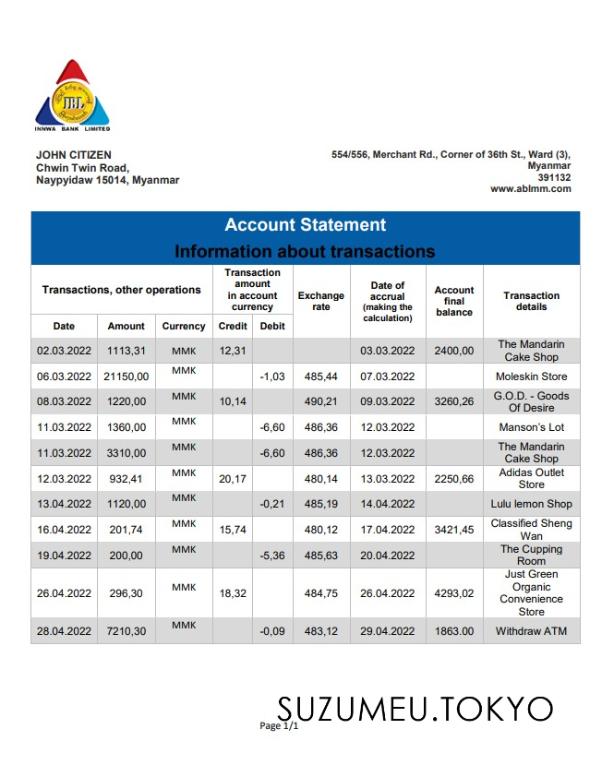 JBL
INNWA BANK LIMITED
JOHN CITIZEN
Chwin Twin Road,
Naypyidaw 15014, Myanmar
554/556, Merchant Rd., Corner of 36th St., Ward (3),
Myanmar
391132
www.ablmm.com
Account Statement
Information about transactions
Transactions, other operations
Transaction
amount
in account
currency
Exchange
rate
Date of
accrual
(making the
calculation)
Account
final
balance
Transaction
details
Date Amount Currency Credit Debit
02.03.2022 1113,31 MMK 12,31 03.03.2022 2400,00 The Mandarin
Cake Shop
06.03.2022 21150,00 MMK -1,03 485,44 07.03.2022 Moleskin Store
08.03.2022 1220,00 MMK 10,14 490,21 09.03.2022 3260,26 G.O.D. - Goods
Of Desire
11.03.2022 1360,00 MMK -6,60 486,36 12.03.2022 Manson's Lot
11.03.2022 3310,00 MMK -6,60 486,36 12.03.2022 The Mandarin
Cake Shop
12.03.2022 932,41 MMK 20,17 480,14 13.03.2022 2250,66 Adidas Outlet
Store
13.04.2022 1120,00 MMK -0,21 485,19 14.04.2022 Lulu lemon Shop
16.04.2022 201,74 MMK 15,74 480,12 17.04.2022 3421,45 Classified Sheng
Wan
19.04.2022 200,00 MMK -5,36 485,63 20.04.2022 The Cupping
Room
26.04.2022 296,30 MMK 18,32 484,75 26.04.2022 4293,02 Just Green
Organic
Convenience
Store
28.04.2022 7210,30 MMK -0,09 483,12 29.04.2022 1863.00 Withdraw ATM
SUZUMEU.TOKYO
Page 1/1